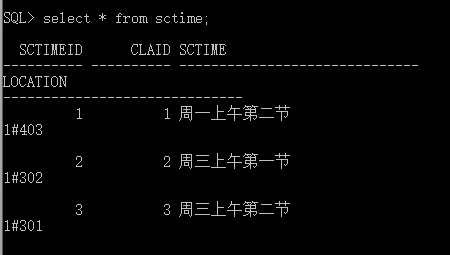 SQL> select * from sctime;
SCTIMEID CLAID SCTIME
---------- ---------- ------------------------------
LOCATION
------------------------------
1 1 周一上午第二节
1#403
2 2 周三上午第一节
1#302
3 3 周三上午第二节
1#301